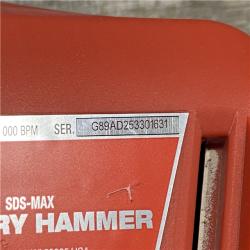 000 BPM SER. G89AD253301631
SDS-MAX
RY HAMMER